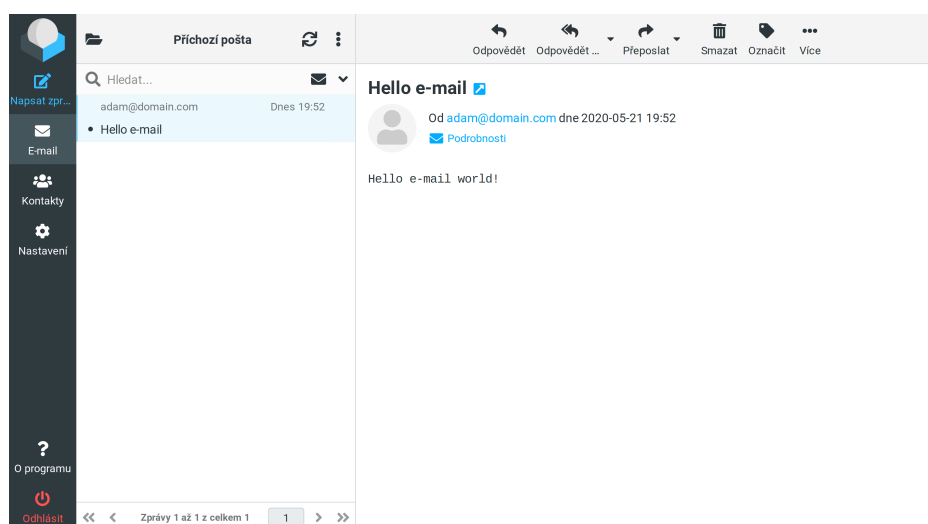 Napsat zpr...
E-mail
Kontakty
Nastavení
O programu
Odhlásit
Příchozí pošta
Hledat...
adam@domain.com Dnes 19:52
Hello e-mail
Zprávy 1 až 1 z celkem 1 1
Odpovědět Odpovědět ... Přeposlat Smazat Označit Více
Hello e-mail
Od adam@domain.com dne 2020-05-21 19:52
Podrobnosti
Hello e-mail world!